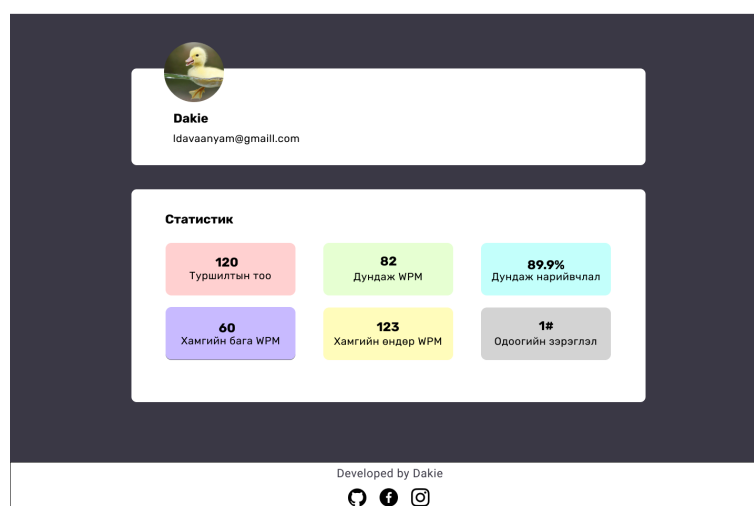 Dakie
ldavaanyam@gmaill.com
Статистик
120
Туршилтын тоо
82
Дундаж WPM
89.9%
Дундаж нарийвчлал
60
Хамгийн бага WPM
123
Хамгийн өндөр WPM
1#
Одоогийн зэрэглэл
Developed by Dakie